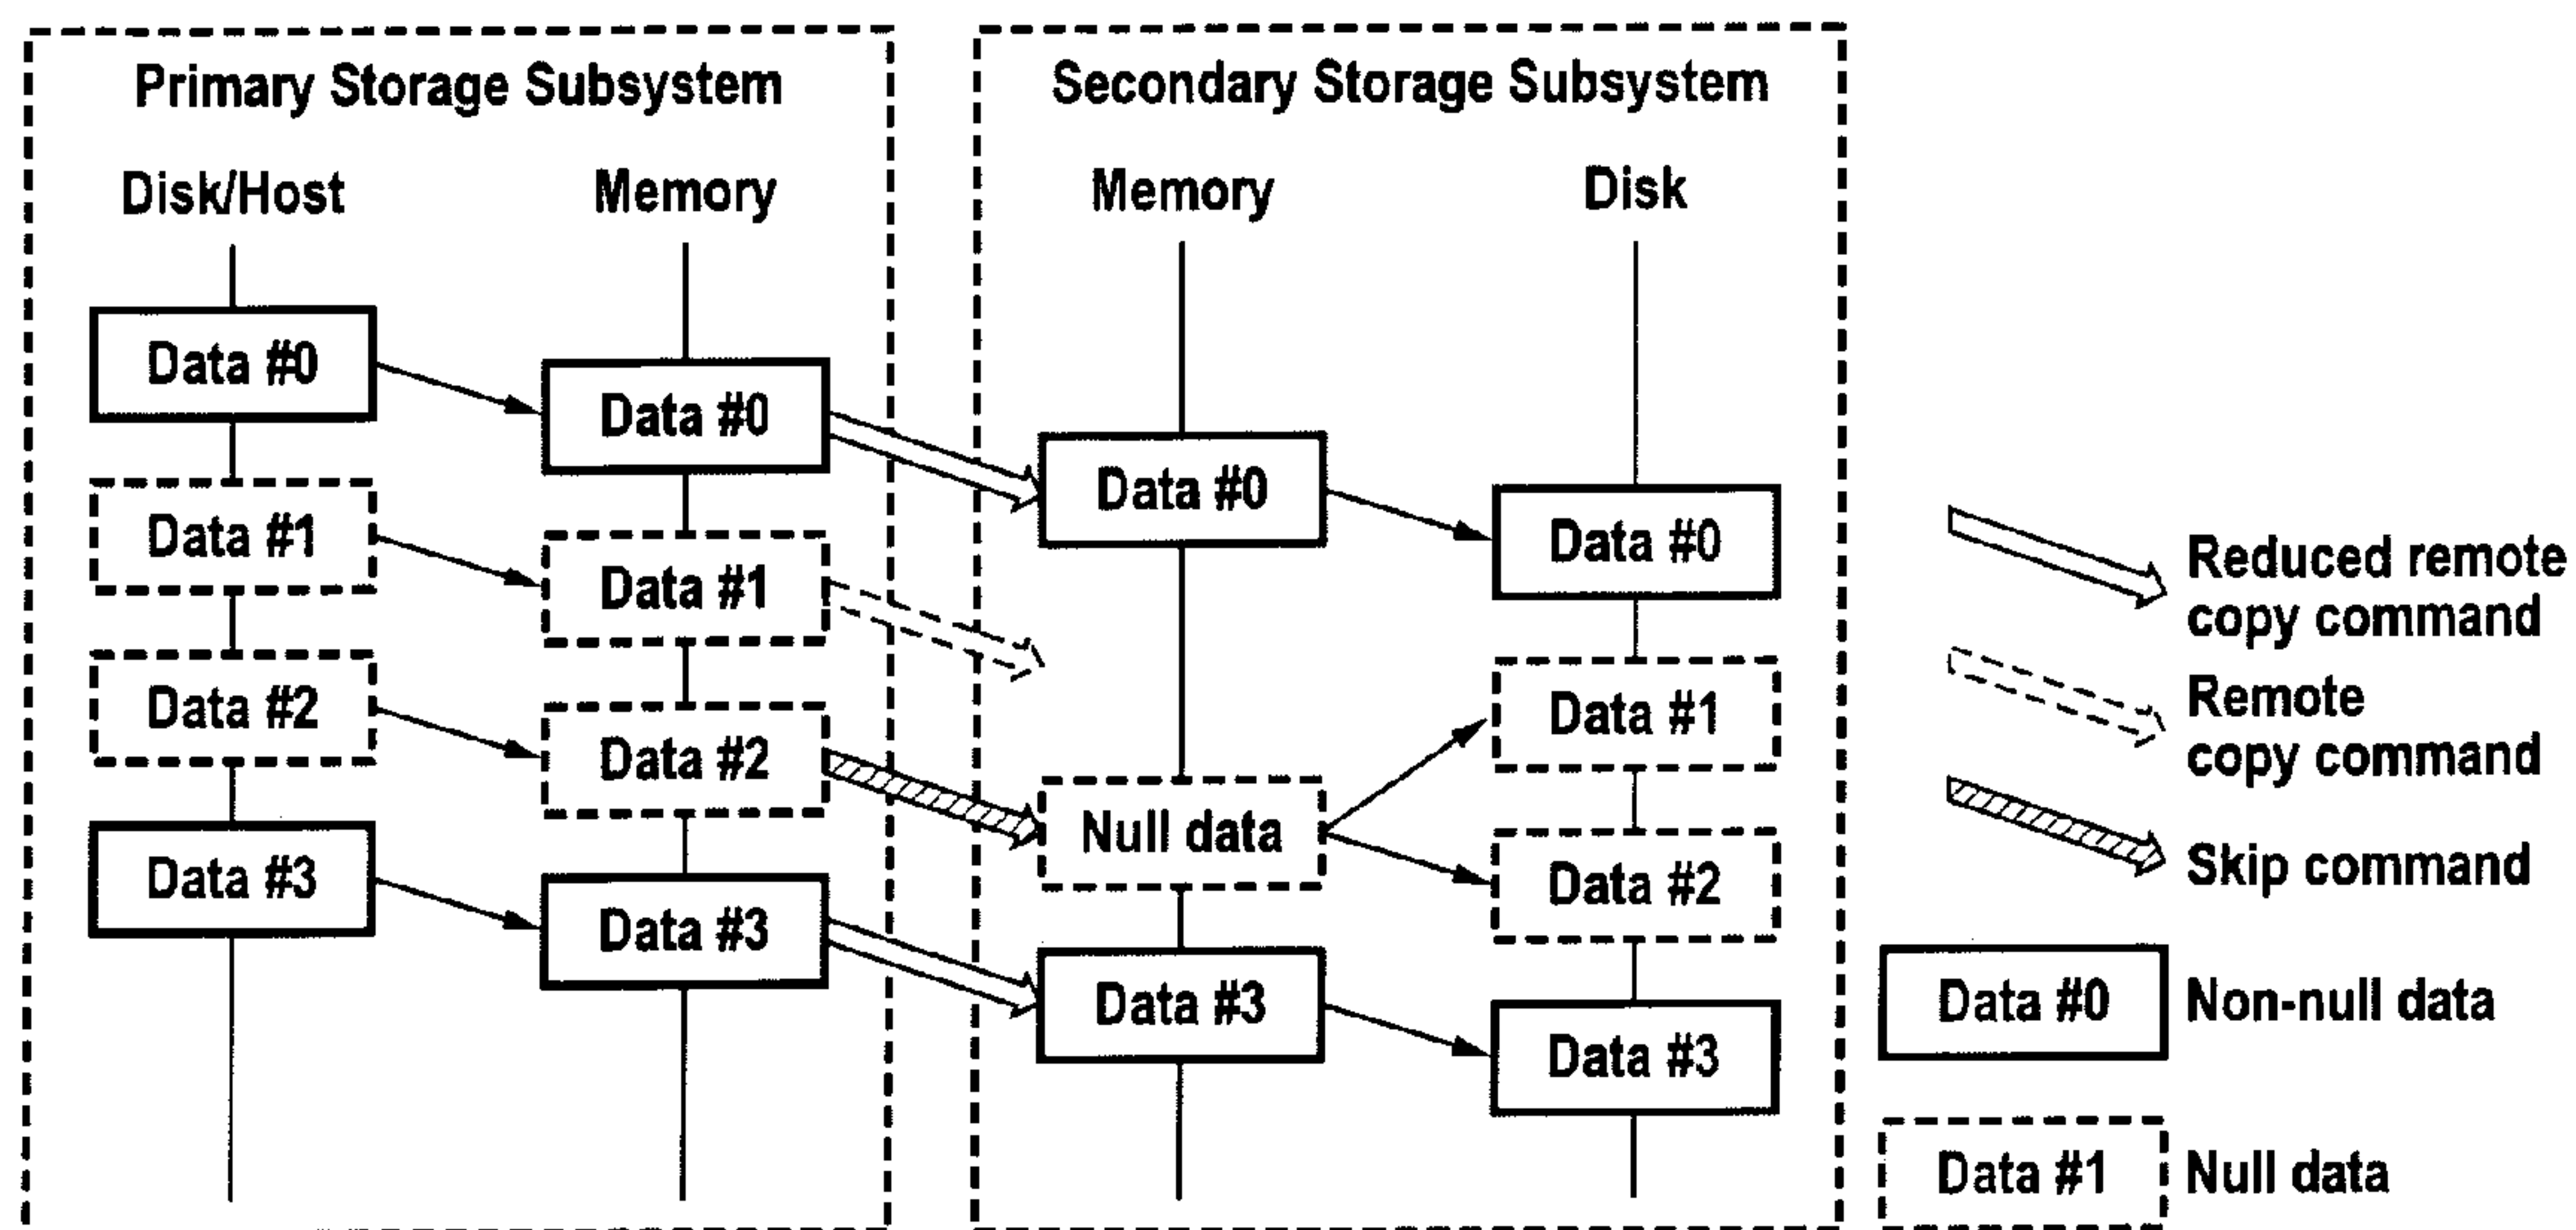 Primary Storage Subsystem
Disk/Host
Memory
Data #0
Data #0
Data #1
Data #1
Data #2
Data #2
Data #3
Data #3
Secondary Storage Subsystem
Memory
Disk
Data #0
Data #0
Data #1
Null data
Data #2
Data #3
Data #3
Reduced remote
copy command
Remote
copy command
Skip command
Data #0
Non-null data
Data #1
Null data